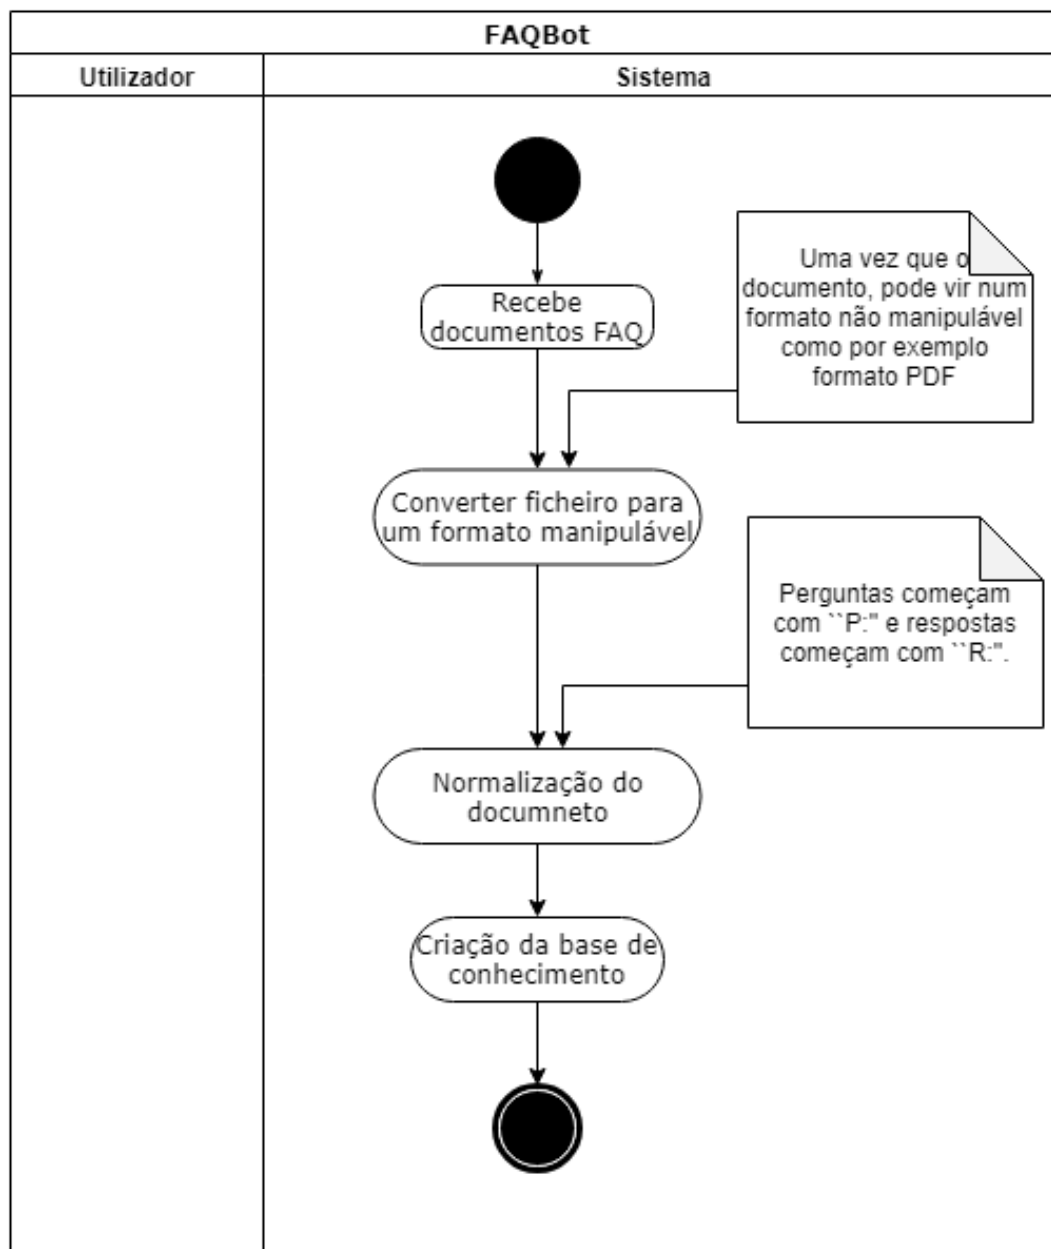 FAQBot
Utilizador
Sistema
Recebe
documentos FAQ
Uma vez que o
documento, pode vir num
formato não manipulável
como por exemplo
formato PDF
Converter ficheiro para
um formato manipulável
Perguntas começam
com ``P:'' e respostas
começam com ``R:''.
Normalização do
documneto
Criação da base de
conhecimento